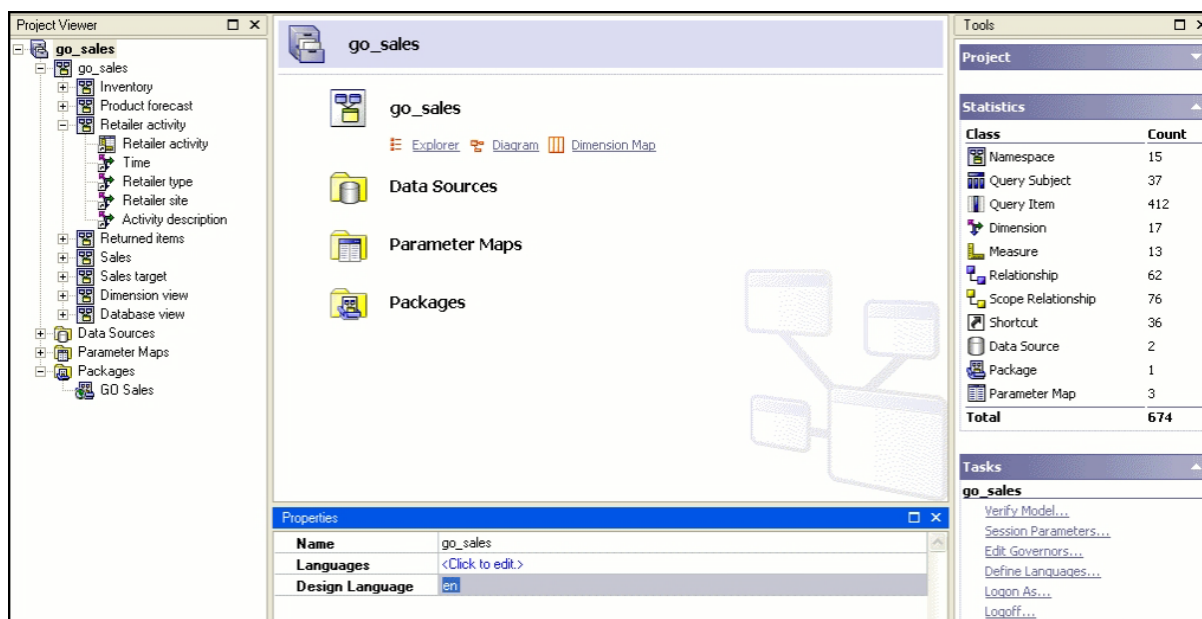 Project Viewer
go_sales
go_sales
Inventory
Product forecast
Retailer activity
Retailer activity
Time
Retailer type
Retailer site
Activity description
Returned items
Sales
Sales target
Dimension view
Database view
Data Sources
Parameter Maps
Packages
GO Sales
go_sales
go_sales
Explorer Diagram Dimension Map
Data Sources
Parameter Maps
Packages
Properties
Name go_sales
Languages <Click to edit.>
Design Language en
Tools
Project
Statistics
Class Count
Namespace 15
Query Subject 37
Query Item 412
Dimension 17
Measure 13
Relationship 62
Scope Relationship 76
Shortcut 36
Data Source 2
Package 1
Parameter Map 3
Total 674
Tasks
go_sales
Verify Model...
Session Parameters...
Edit Governors...
Define Languages...
Logon As...
Logoff...